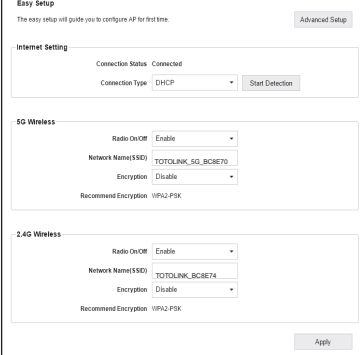 Easy Setup
The easy setup will guide you to configure AP for first time.
Advanced Setup
Internet Setting
Connection Status Connected
Connection Type DHCP Start Detection
5G Wireless
Radio On/Off Enable
Network Name(SSID) TOTOLINK_5G_BC8E70
Encryption Disable
Recommend Encryption WPA2-PSK
2.4G Wireless
Radio On/Off Enable
Network Name(SSID) TOTOLINK_BC8E74
Encryption Disable
Recommend Encryption WPA2-PSK
Apply